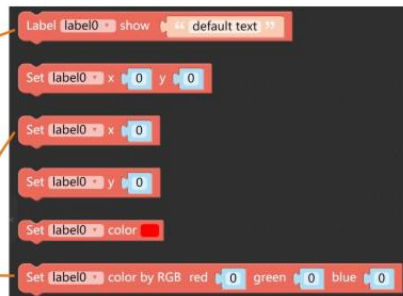 Label label0 show “ default text ”
Set label0 x 0 y 0
Set label0 x 0
Set label0 y 0
Set label0 color
Set label0 color by RGB red 0 green 0 blue 0